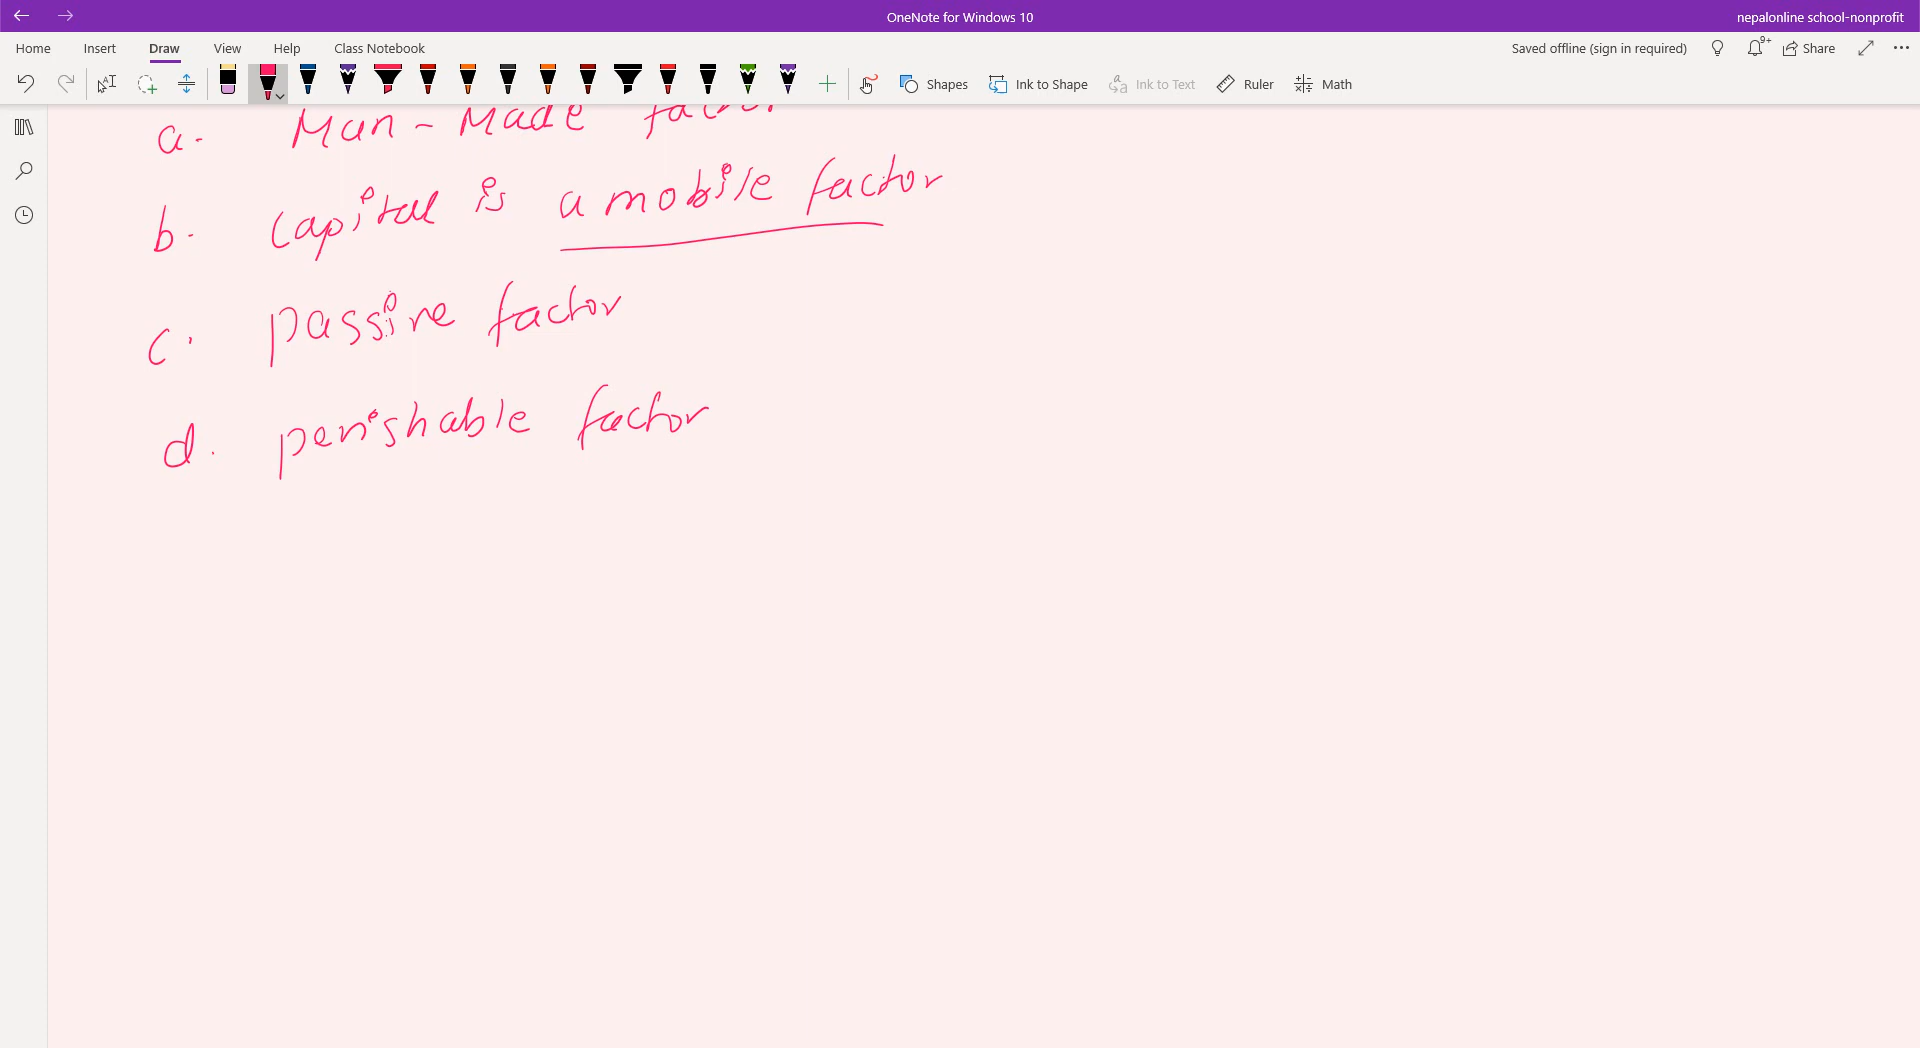 OneNote for Windows 10
nepalonline school-nonprofit
Home Insert Draw View Help Class Notebook
Saved offline (sign in required) 9+ Share
Shapes Ink to Shape Ink to Text Ruler Math
a. Man-Made factor
b. Capital is a mobile factor
c. passive factor
d. perishable factor